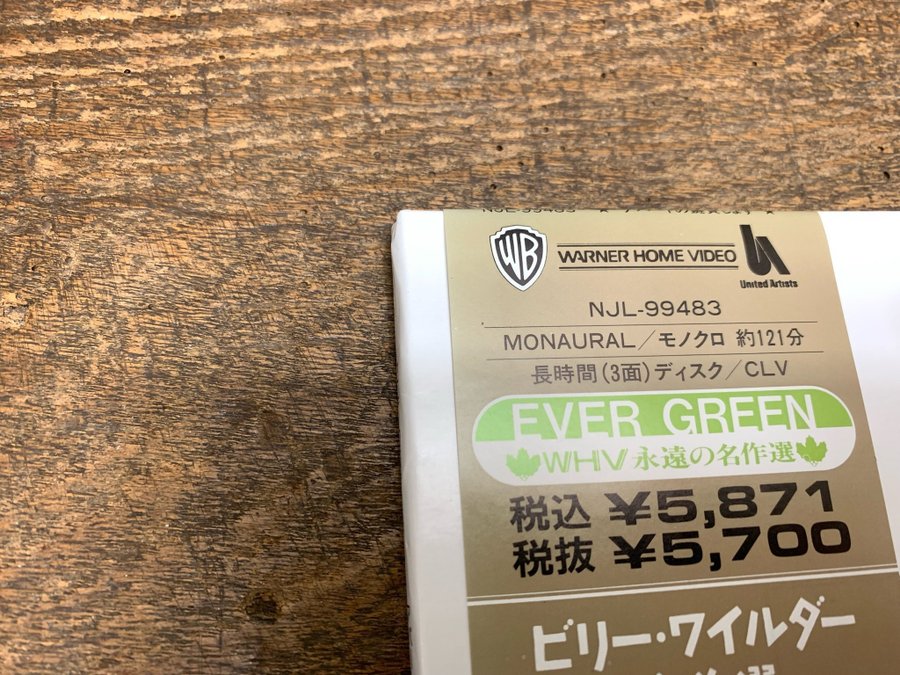 NJL-99483
WB WARNER HOME VIDEO
United Artists
NJL-99483
MONAURAL/モノクロ 約121分
長時間(3面)ディスク/CLV
EVER GREEN
WHV 永遠の名作選
税込 ¥5,871
税抜 ¥5,700
ビリー・ワイルダー